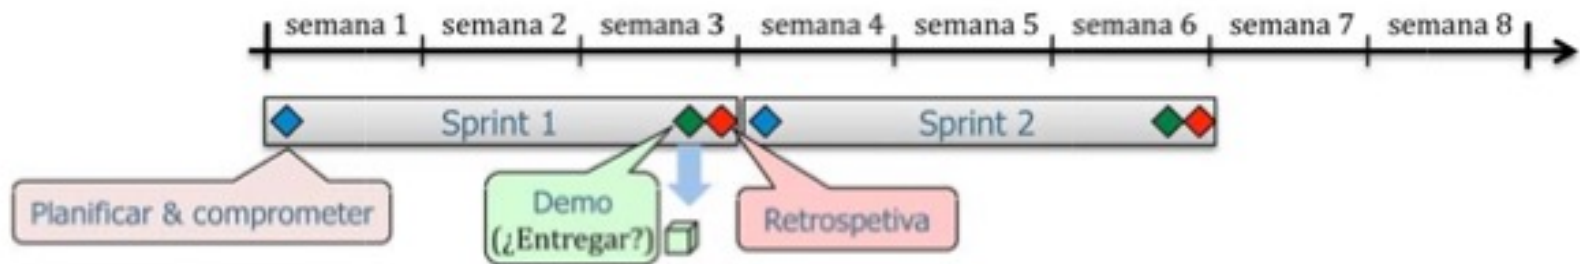 semana 1 semana 2 semana 3 semana 4 semana 5 semana 6 semana 7 semana 8
Sprint 1 Sprint 2
Planificar & comprometer
Demo
(¿Entregar?)
Retrospetiva